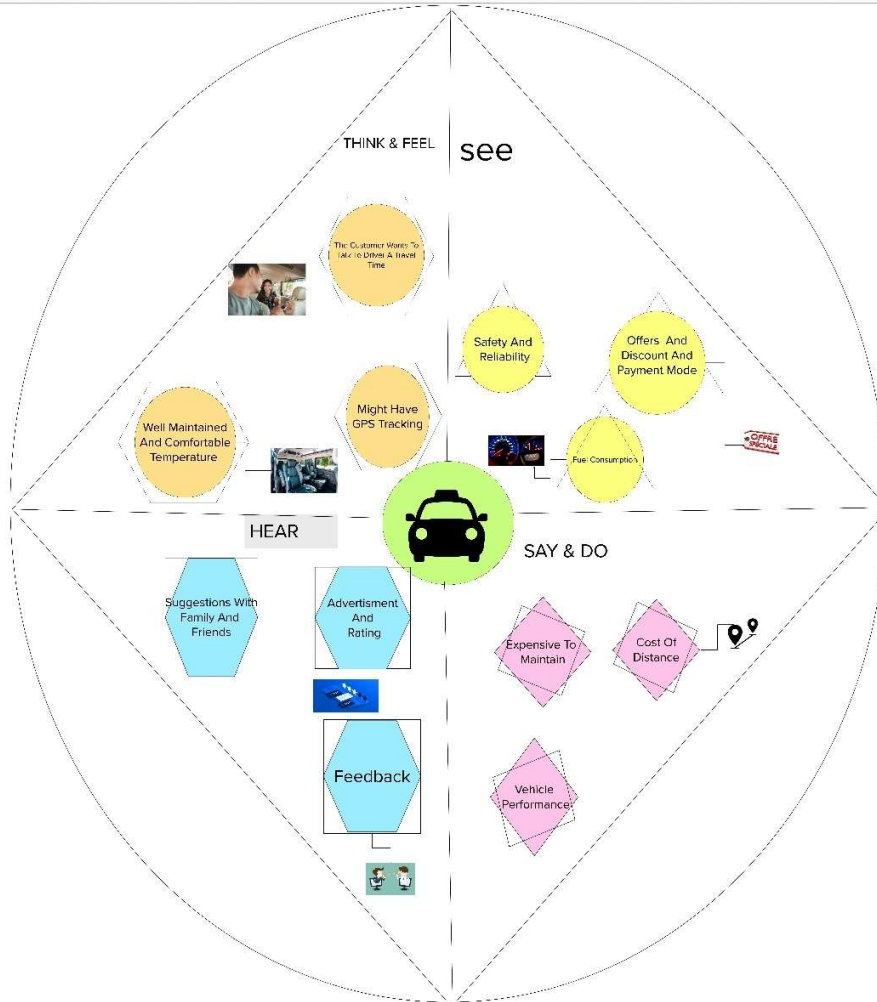 THINK & FEEL
see
The Customer Wants To
Talk To Driver A Travel
Time
Well Maintained
And Comfortable
Temperature
Might Have
GPS Tracking
Safety And
Reliability
Offers And
Discount And
Payment Mode
Fuel Consumption
OFFRE
SPÉCIALE
HEAR
SAY & DO
Suggestions With
Family And
Friends
Advertisment
And
Rating
Feedback
Expensive To
Maintain
Cost Of
Distance
Vehicle
Performance